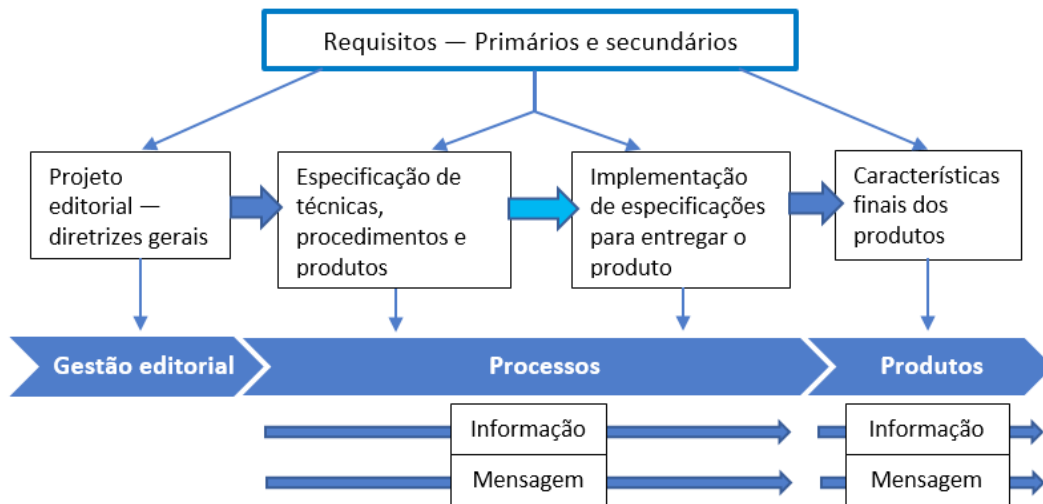 Requisitos — Primários e secundários
Projeto
editorial —
diretrizes gerais
Especificação de
técnicas,
procedimentos e
produtos
Implementação
de especificações
para entregar o
produto
Características
finais dos
produtos
Gestão editorial
Processos
Produtos
Informação
Mensagem
Informação
Mensagem